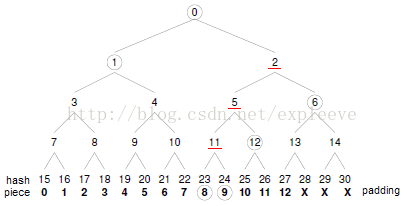 0
1 2
3 4 5 6
http://blog.csdn.net/expleeve
7 8 9 10 11 12 13 14
hash 15 16 17 18 19 20 21 22 23 24 25 26 27 28 29 30
piece 0 1 2 3 4 5 6 7 8 9 10 11 12 X X X padding